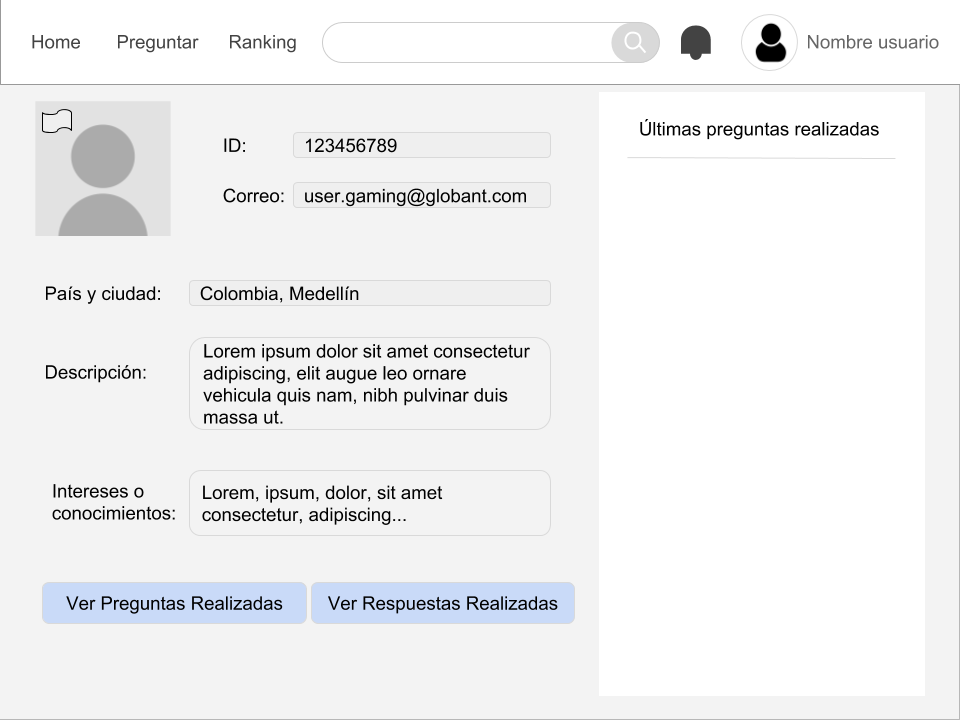 Home
Preguntar
Ranking
Nombre usuario
ID:
123456789
Correo:
user.gaming@globant.com
País y ciudad:
Colombia, Medellín
Descripción:
Lorem ipsum dolor sit amet consectetur
adipiscing, elit augue leo ornare
vehicula quis nam, nibh pulvinar duis
massa ut.
Intereses o
conocimientos:
Lorem, ipsum, dolor, sit amet
consectetur, adipiscing...
Ver Preguntas Realizadas
Ver Respuestas Realizadas
Últimas preguntas realizadas